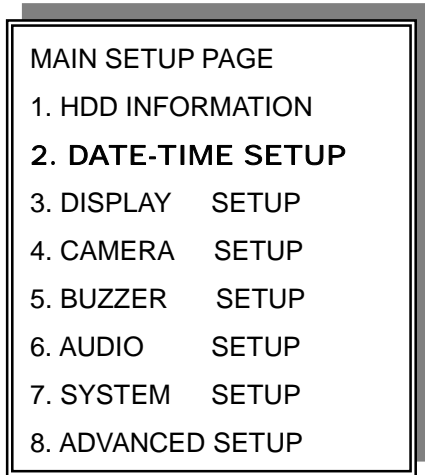 MAIN SETUP PAGE
1. HDD INFORMATION
2. DATE-TIME SETUP
3. DISPLAY SETUP
4. CAMERA SETUP
5. BUZZER SETUP
6. AUDIO SETUP
7. SYSTEM SETUP
8. ADVANCED SETUP